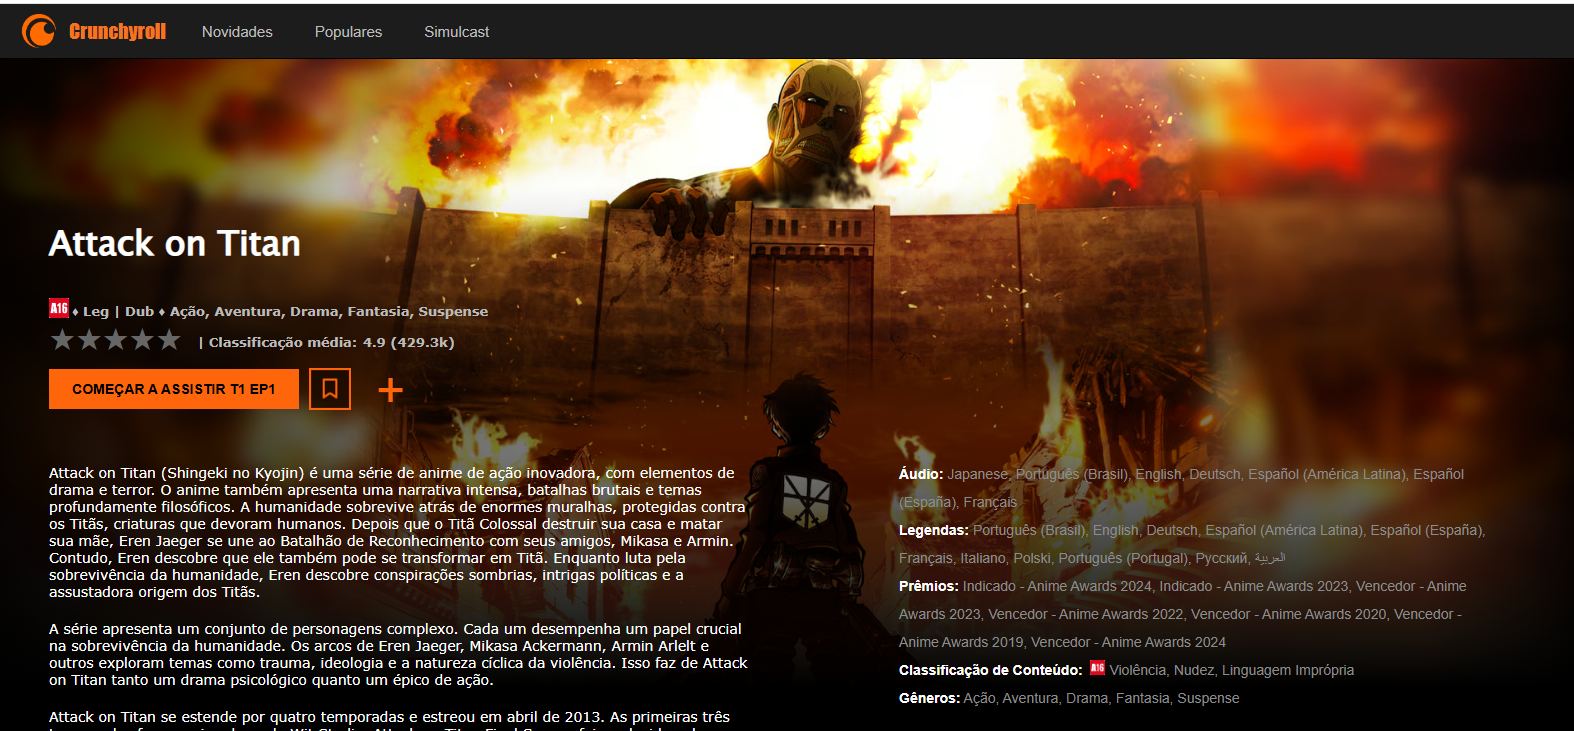 Crunchyroll Novidades Populares Simulcast
Attack on Titan
A16 ♦ Leg | Dub ♦ Ação, Aventura, Drama, Fantasia, Suspense
| Classificação média: 4.9 (429.3k)
COMEÇAR A ASSISTIR T1 EP1
Attack on Titan (Shingeki no Kyojin) é uma série de anime de ação inovadora, com elementos de
drama e terror. O anime também apresenta uma narrativa intensa, batalhas brutais e temas
profundamente filosóficos. A humanidade sobrevive atrás de enormes muralhas, protegidas contra
os Titãs, criaturas que devoram humanos. Depois que o Titã Colossal destruir sua casa e matar
sua mãe, Eren Jaeger se une ao Batalhão de Reconhecimento com seus amigos, Mikasa e Armin.
Contudo, Eren descobre que ele também pode se transformar em Titã. Enquanto luta pela
sobrevivência da humanidade, Eren descobre conspirações sombrias, intrigas políticas e a
assustadora origem dos Titãs.
A série apresenta um conjunto de personagens complexo. Cada um desempenha um papel crucial
na sobrevivência da humanidade. Os arcos de Eren Jaeger, Mikasa Ackermann, Armin Arlelt e
outros exploram temas como trauma, ideologia e a natureza cíclica da violência. Isso faz de Attack
on Titan tanto um drama psicológico quanto um épico de ação.
Attack on Titan se estende por quatro temporadas e estreou em abril de 2013. As primeiras três
Áudio: Japanese, Português (Brasil), English, Deutsch, Español (América Latina), Español
(España), Français
Legendas: Português (Brasil), English, Deutsch, Español (América Latina), Español (España),
Français, Italiano, Polski, Português (Portugal), Русский, العربية
Prêmios: Indicado - Anime Awards 2024, Indicado - Anime Awards 2023, Vencedor - Anime
Awards 2023, Vencedor - Anime Awards 2022, Vencedor - Anime Awards 2020, Vencedor -
Anime Awards 2019, Vencedor - Anime Awards 2024
Classificação de Conteúdo: A16 Violência, Nudez, Linguagem Imprópria
Gêneros: Ação, Aventura, Drama, Fantasia, Suspense